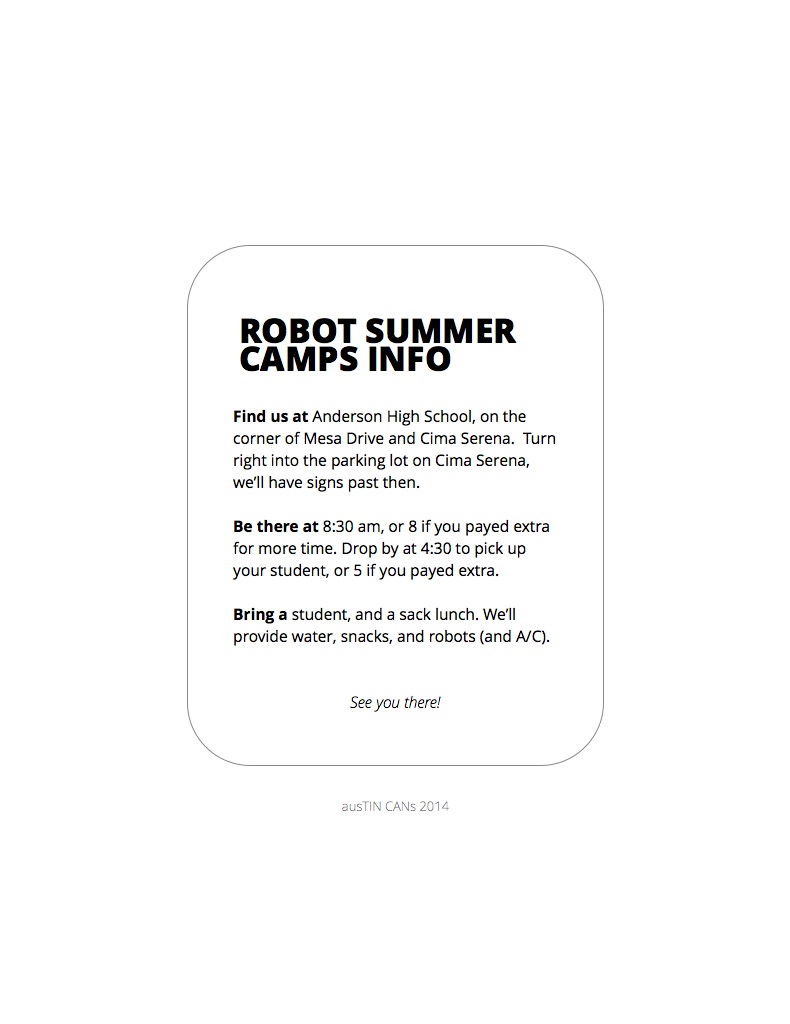 ROBOT SUMMER
CAMPS INFO
Find us at Anderson High School, on the
corner of Mesa Drive and Cima Serena.  Turn
right into the parking lot on Cima Serena,
we’ll have signs past then.
Be there at 8:30 am, or 8 if you payed extra
for more time. Drop by at 4:30 to pick up
your student, or 5 if you payed extra.
Bring a student, and a sack lunch. We’ll
provide water, snacks, and robots (and A/C).
See you there!
ausTIN CANs 2014